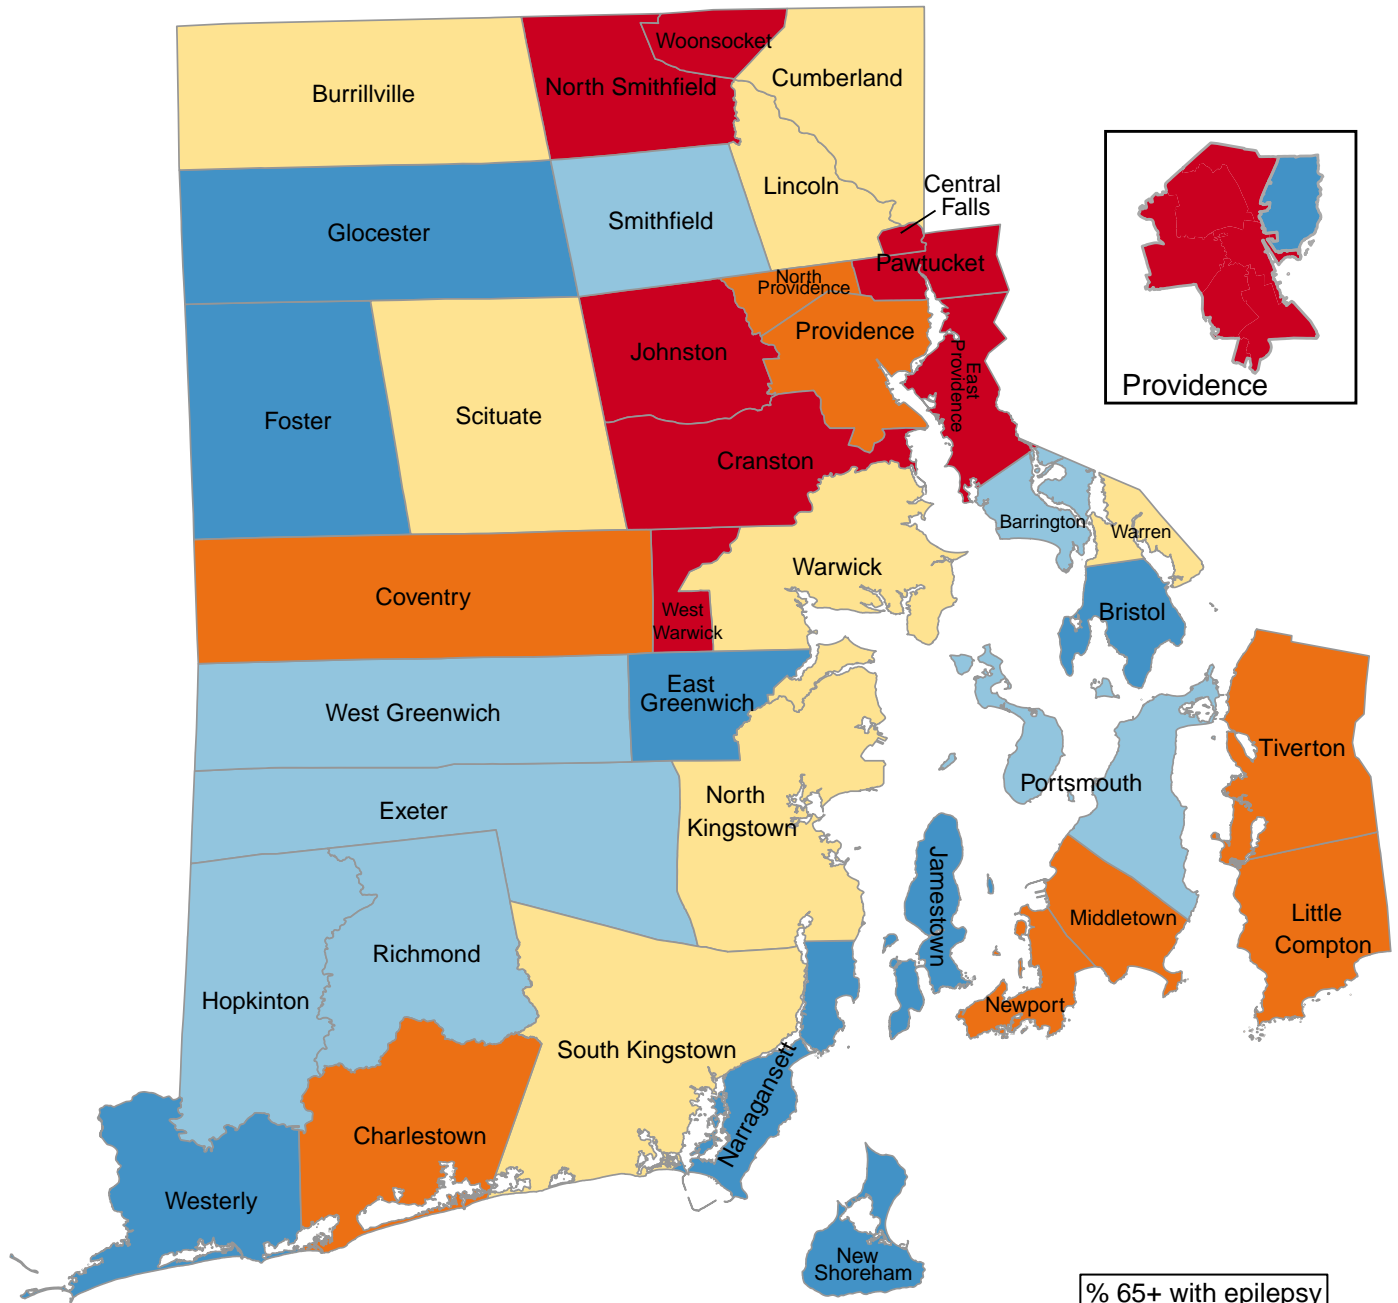 Woonsocket
Burrillville
North Smithfield
Cumberland
Lincoln
Central
Falls
Glocester
Smithfield
Pawtucket
North
Providence
Providence
Johnston
East
Providence
Providence
Foster
Scituate
Cranston
Barrington
Warren
Warwick
Coventry
West
Warwick
Bristol
East
Greenwich
West Greenwich
Tiverton
Portsmouth
North
Kingstown
Exeter
Jamestown
Middletown
Little
Compton
Richmond
Hopkinton
Newport
South Kingstown
Narragansett
Charlestown
Westerly
New
Shoreham
% 65+ with epilepsy